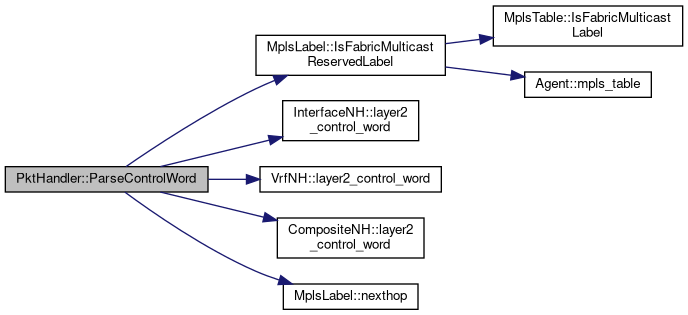 PktHandler::ParseControlWord
MplsLabel::IsFabricMulticast
ReservedLabel
MplsTable::IsFabricMulticast
Label
Agent::mpls_table
InterfaceNH::layer2
_control_word
VrfNH::layer2_control_word
CompositeNH::layer2
_control_word
MplsLabel::nexthop